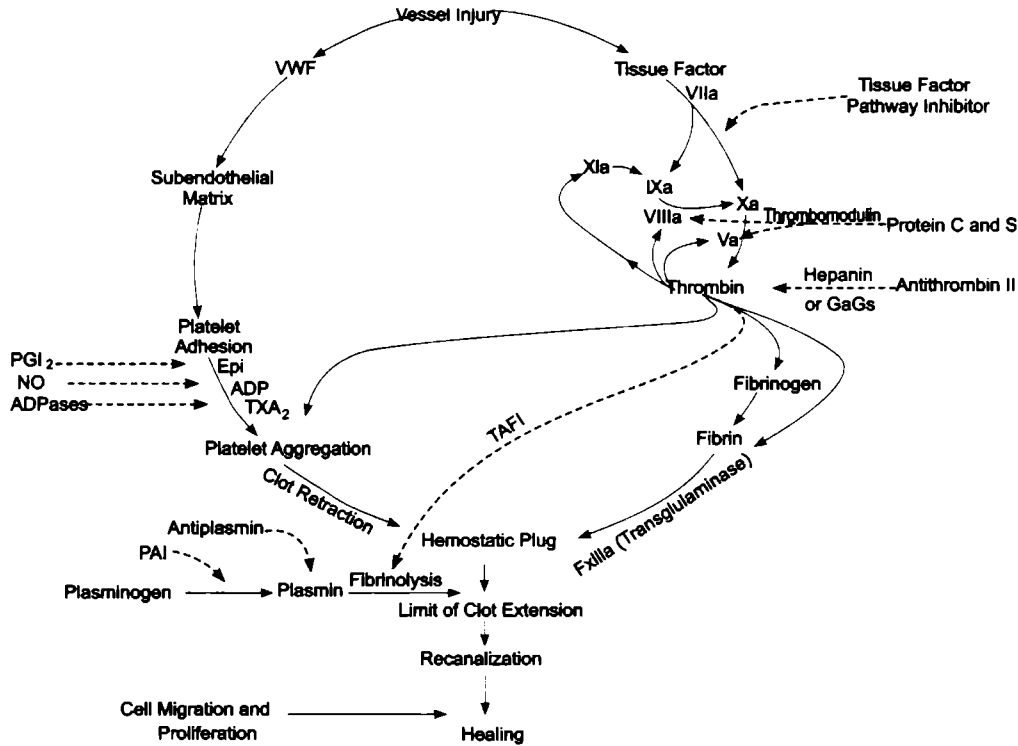 Vessel Injury
VWF
Tissue Factor
VIIa
Tissue Factor
Pathway Inhibitor
Subendothelial
Matrix
XIa
IXa
Xa
VIIIa
Thrombomodulin
Protein C and S
Va
Thrombin
Hepanin
or GaGs
Antithrombin II
Platelet
Adhesion
PGI2
Epi
NO
ADP
ADPases
TXA2
Fibrinogen
Platelet Aggregation
TAFI
Fibrin
Clot Retraction
FxIIIa (Transglulaminase)
Antiplasmin
Hemostatic Plug
PAI
Plasminogen
Plasmin
Fibrinolysis
Limit of Clot Extension
Recanalization
Cell Migration and
Proliferation
Healing